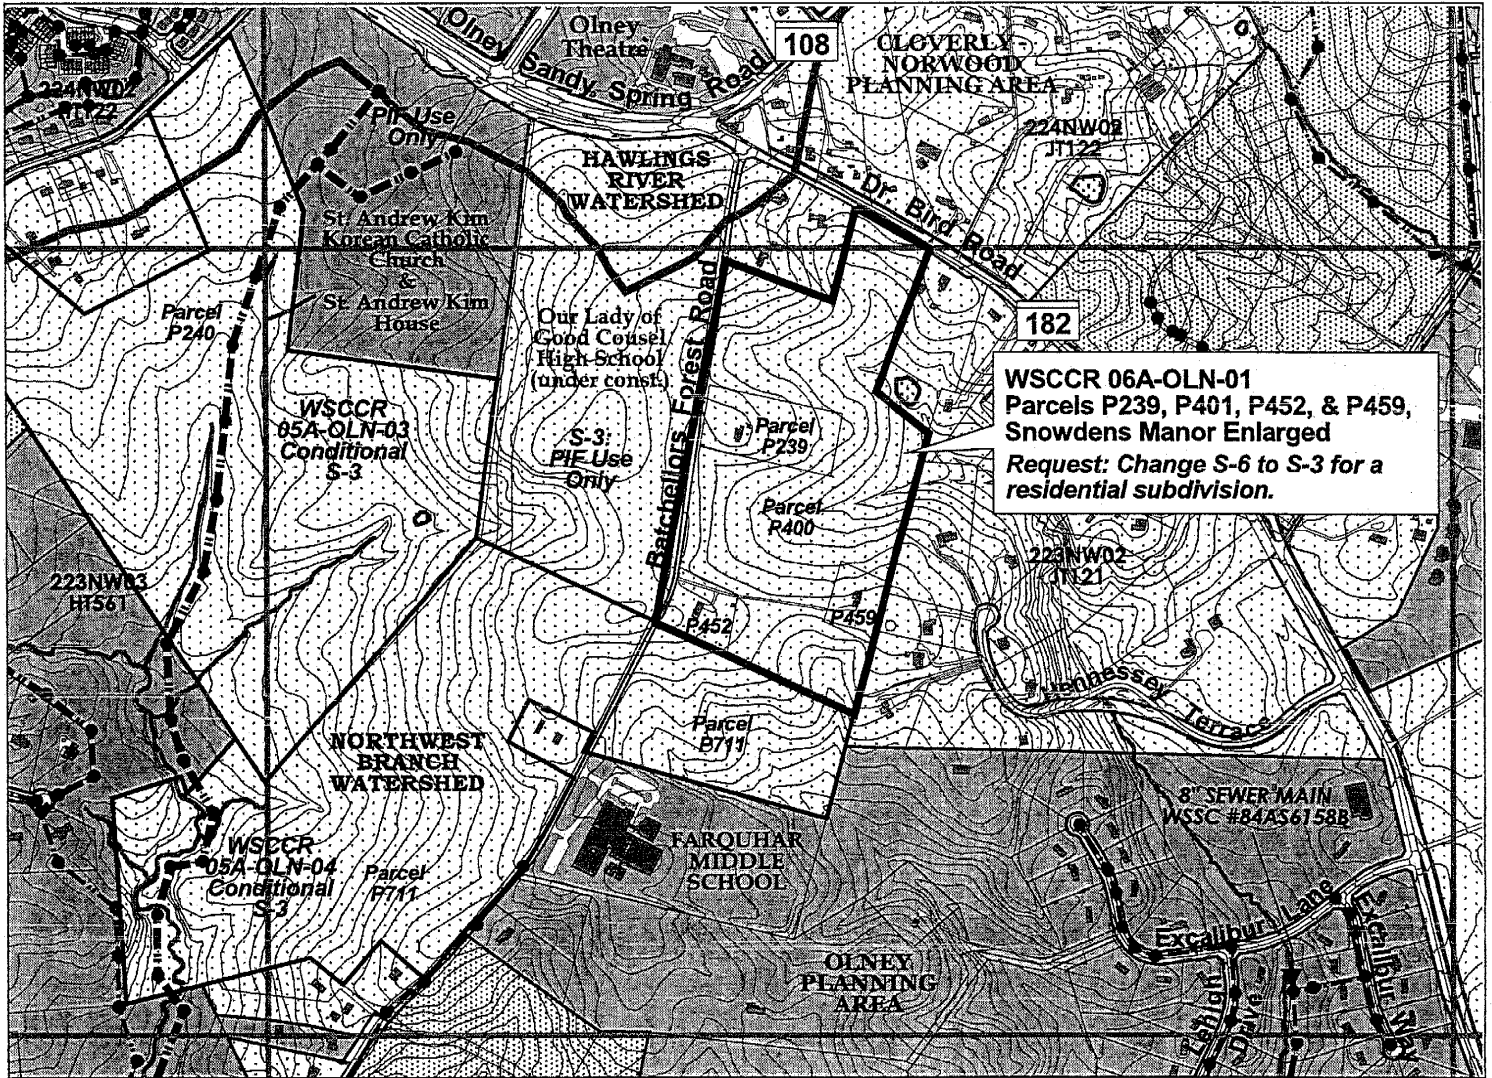 Olney
Sandy Spring Road
Olney
Theatre
108
CLOVERLY -
NORWOOD
PLANNING AREA
224NW02
JT122
PIF Use
Only
HAWLINGS
RIVER
WATERSHED
Dr. Bird Road
St. Andrew Kim
Korean Catholic
Church
&
St. Andrew Kim
House
Parcel
P240
Our Lady of
Good Cousel
High School
(under const.)
Batchellors Forest Road
182
WSCCR 06A-OLN-01
Parcels P239, P401, P452, & P459,
Snowdens Manor Enlarged
Request: Change S-6 to S-3 for a
residential subdivision.
WSCCR
05A-OLN-03
Conditional
S-3
S-3:
PIF Use
Only
Parcel
P239
Parcel
P400
223NW03
HT561
223NW02
JT121
P452
P459
Hennessey Terrace
Parcel
P711
NORTHWEST
BRANCH
WATERSHED
8" SEWER MAIN
WSSC #84AS6158B
FARQUHAR
MIDDLE
SCHOOL
WSCCR
05A-OLN-04
Conditional
S-3
Parcel
P711
Excalibur Lane
Excalibur Way
OLNEY
PLANNING
AREA
Lehigh
Drive